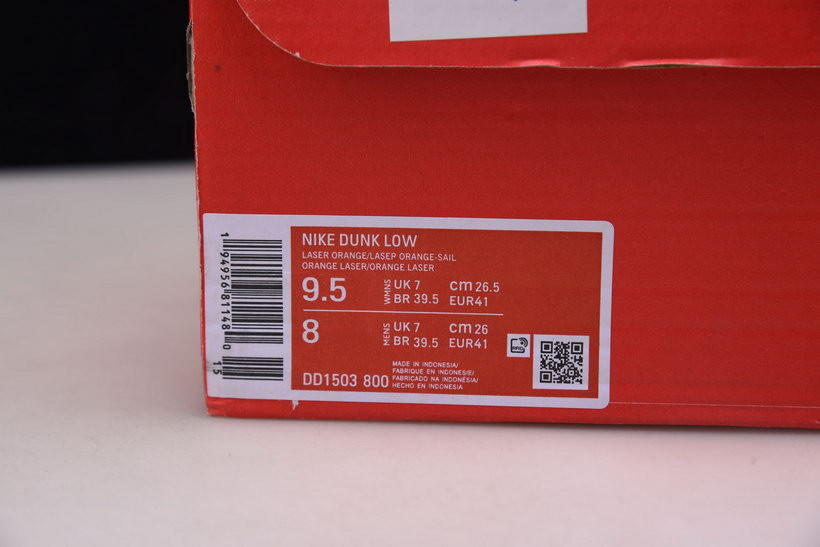 1 94956 81148 0
15
NIKE DUNK LOW
LASER ORANGE/LASEP ORANGE-SAIL
ORANGE LASER/ORANGE LASER
9.5 WMNS UK 7 cm 26.5
BR 39.5 EUR41
8 MENS UK 7 cm 26
BR 39.5 EUR41
DD1503 800
MADE IN INDONESIA/
FABRIQUE EN INDONESIE/
FABRICADO NA INDONÉSIA/
HECHO EN INDONESIA